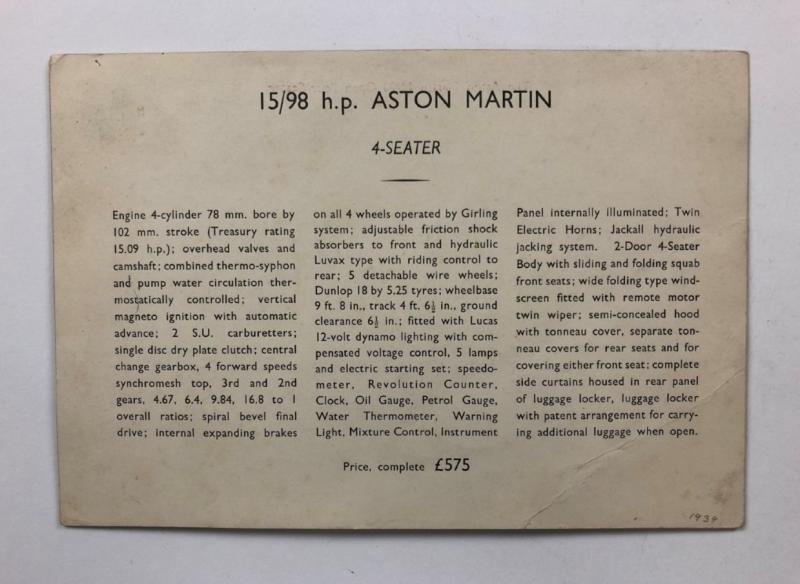 15/98 h.p. ASTON MARTIN
4-SEATER
Engine 4-cylinder 78 mm. bore by
102 mm. stroke (Treasury rating
15.09 h.p.); overhead valves and
camshaft; combined thermo-syphon
and pump water circulation ther-
mostatically controlled; vertical
magneto ignition with automatic
advance; 2 S.U. carburetters;
single disc dry plate clutch; central
change gearbox, 4 forward speeds
synchromesh top, 3rd and 2nd
gears, 4.67, 6.4, 9.84, 16.8 to 1
overall ratios; spiral bevel final
drive; internal expanding brakes
on all 4 wheels operated by Girling
system; adjustable friction shock
absorbers to front and hydraulic
Luvax type with riding control to
rear; 5 detachable wire wheels;
Dunlop 18 by 5.25 tyres; wheelbase
9 ft. 8 in., track 4 ft. 6½ in., ground
clearance 6½ in.; fitted with Lucas
12-volt dynamo lighting with com-
pensated voltage control, 5 lamps
and electric starting set; speedo-
meter, Revolution Counter,
Clock, Oil Gauge, Petrol Gauge,
Water Thermometer, Warning
Light, Mixture Control, Instrument
Panel internally illuminated; Twin
Electric Horns; Jackall hydraulic
jacking system. 2-Door 4-Seater
Body with sliding and folding squab
front seats; wide folding type wind-
screen fitted with remote motor
twin wiper; semi-concealed hood
with tonneau cover, separate ton-
neau covers for rear seats and for
covering either front seat; complete
side curtains housed in rear panel
of luggage locker, luggage locker
with patent arrangement for carry-
ing additional luggage when open.
Price, complete £575
1939